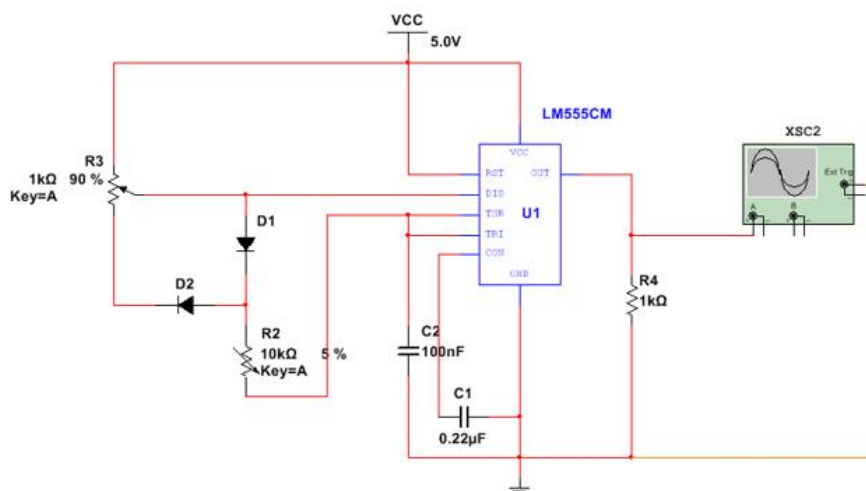 VCC
5.0V
LM555CM
XSC2
VCC
R3
1kΩ 90 %
Key=A
RST OUT
DIS
THR U1
TRI
CON
GND
Ext Trig
A B
D1
D2
R4
1kΩ
R2
10kΩ 5 %
Key=A
C2
100nF
C1
0.22µF